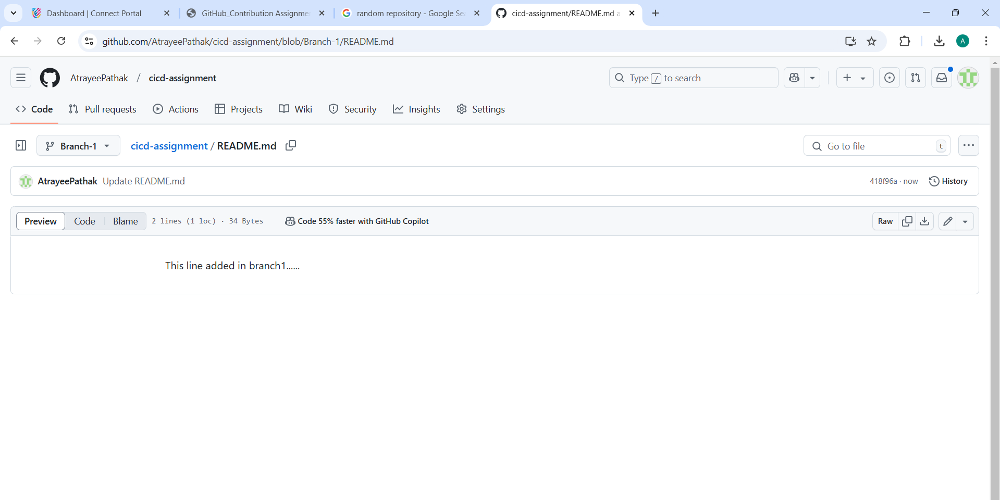 Dashboard | Connect Portal
GitHub_Contribution Assignmen
random repository - Google Sea
cicd-assignment/README.md a
github.com/AtrayeePathak/cicd-assignment/blob/Branch-1/README.md
A
AtrayeePathak / cicd-assignment
Type / to search
Code Pull requests Actions Projects Wiki Security Insights Settings
Branch-1
cicd-assignment / README.md
Go to file t
AtrayeePathak Update README.md
418f96a · now History
Preview Code Blame 2 lines (1 loc) · 34 Bytes Code 55% faster with GitHub Copilot Raw
This line added in branch1......